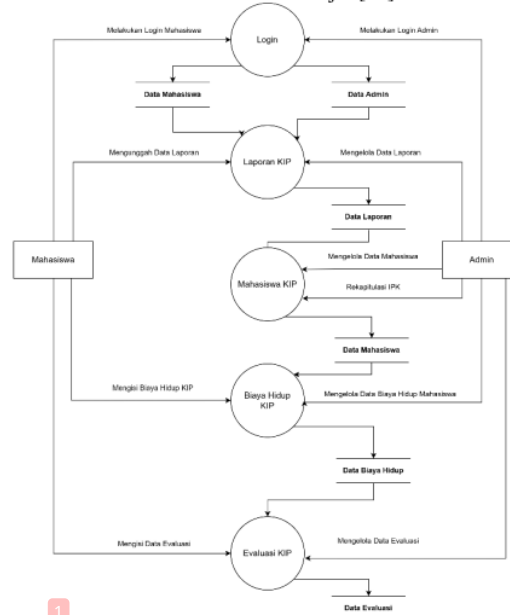 Melakukan Login Mahasiswa
Melakukan Login Admin
Login
Data Mahasiswa
Data Admin
Mengunggah Data Laporan
Mengelola Data Laporan
Laporan KIP
Data Laporan
Mahasiswa
Mengelola Data Mahasiswa
Admin
Mahasiswa KIP
Rekapitulasi IPK
Data Mahasiswa
Mengisi Biaya Hidup KIP
Biaya Hidup
KIP
Mengelola Data Biaya Hidup Mahasiswa
Data Biaya Hidup
Mengisi Data Evaluasi
Mengelola Data Evaluasi
Evaluasi KIP
1
Data Evaluasi